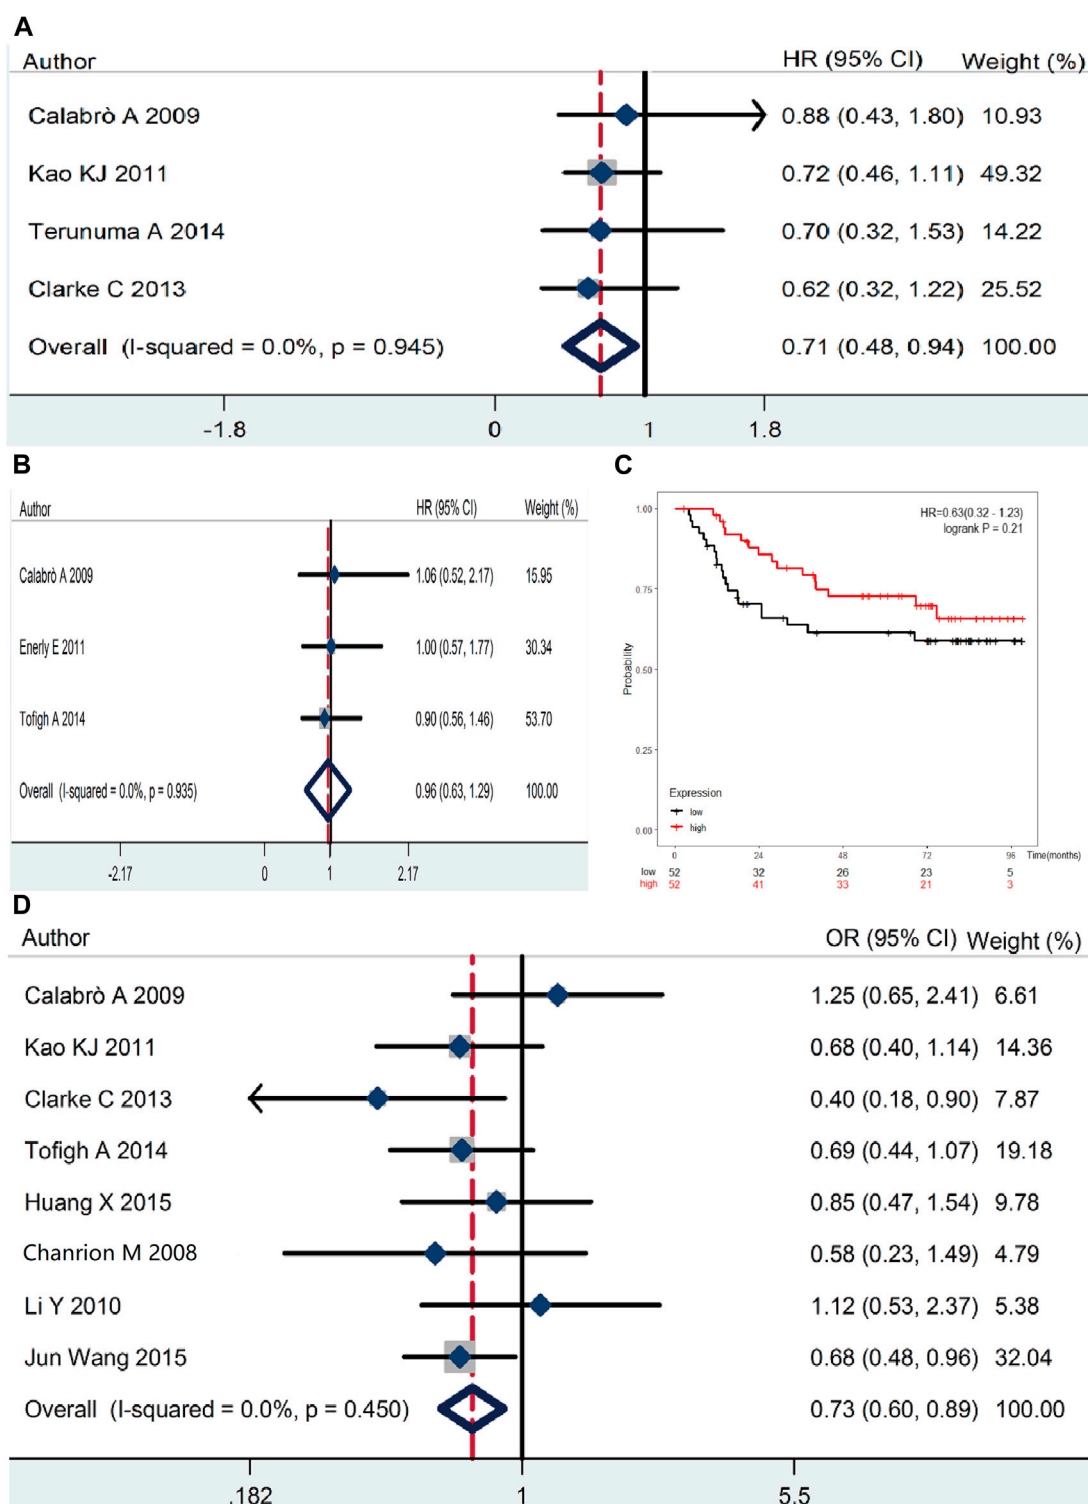 A
Author HR (95% CI) Weight (%)
Calabrò A 2009 0.88 (0.43, 1.80) 10.93
Kao KJ 2011 0.72 (0.46, 1.11) 49.32
Terunuma A 2014 0.70 (0.32, 1.53) 14.22
Clarke C 2013 0.62 (0.32, 1.22) 25.52
Overall (I-squared = 0.0%, p = 0.945) 0.71 (0.48, 0.94) 100.00
-1.8 0 1 1.8
B
Author HR (95% CI) Weight (%)
Calabrò A 2009 1.06 (0.52, 2.17) 15.95
Enerly E 2011 1.00 (0.57, 1.77) 30.34
Tofigh A 2014 0.90 (0.56, 1.46) 53.70
Overall (I-squared = 0.0%, p = 0.935) 0.96 (0.63, 1.29) 100.00
-2.17 0 1 2.17
C
HR=0.63(0.32 - 1.23)
logrank P = 0.21
1.00
0.75
0.50
0.25
0.00
Probability
Expression
low
high
0 24 48 72 96 Time(months)
low 52 32 26 23 5
high 52 41 33 21 3
D
Author OR (95% CI) Weight (%)
Calabrò A 2009 1.25 (0.65, 2.41) 6.61
Kao KJ 2011 0.68 (0.40, 1.14) 14.36
Clarke C 2013 0.40 (0.18, 0.90) 7.87
Tofigh A 2014 0.69 (0.44, 1.07) 19.18
Huang X 2015 0.85 (0.47, 1.54) 9.78
Chanrion M 2008 0.58 (0.23, 1.49) 4.79
Li Y 2010 1.12 (0.53, 2.37) 5.38
Jun Wang 2015 0.68 (0.48, 0.96) 32.04
Overall (I-squared = 0.0%, p = 0.450) 0.73 (0.60, 0.89) 100.00
.182 1 5.5